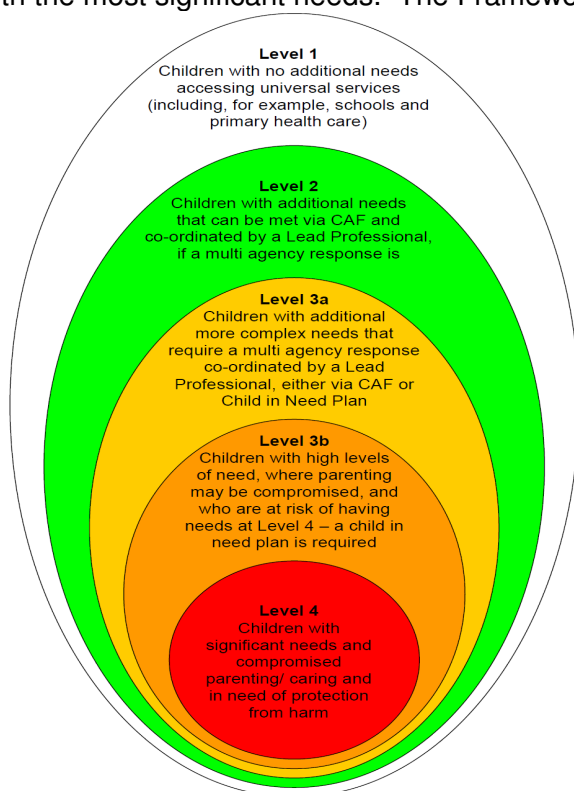 th the most significant needs. The Framewo
Level 1
Children with no additional needs
accessing universal services
(including, for example, schools and
primary health care)
Level 2
Children with additional needs
that can be met via CAF and
co-ordinated by a Lead Professional,
if a multi agency response is
Level 3a
Children with additional
more complex needs that
require a multi agency response
co-ordinated by a Lead
Professional, either via CAF or
Child in Need Plan
Level 3b
Children with high levels
of need, where parenting
may be compromised, and
who are at risk of having
needs at Level 4 – a child in
need plan is required
Level 4
Children with
significant needs and
compromised
parenting/ caring and
in need of protection
from harm